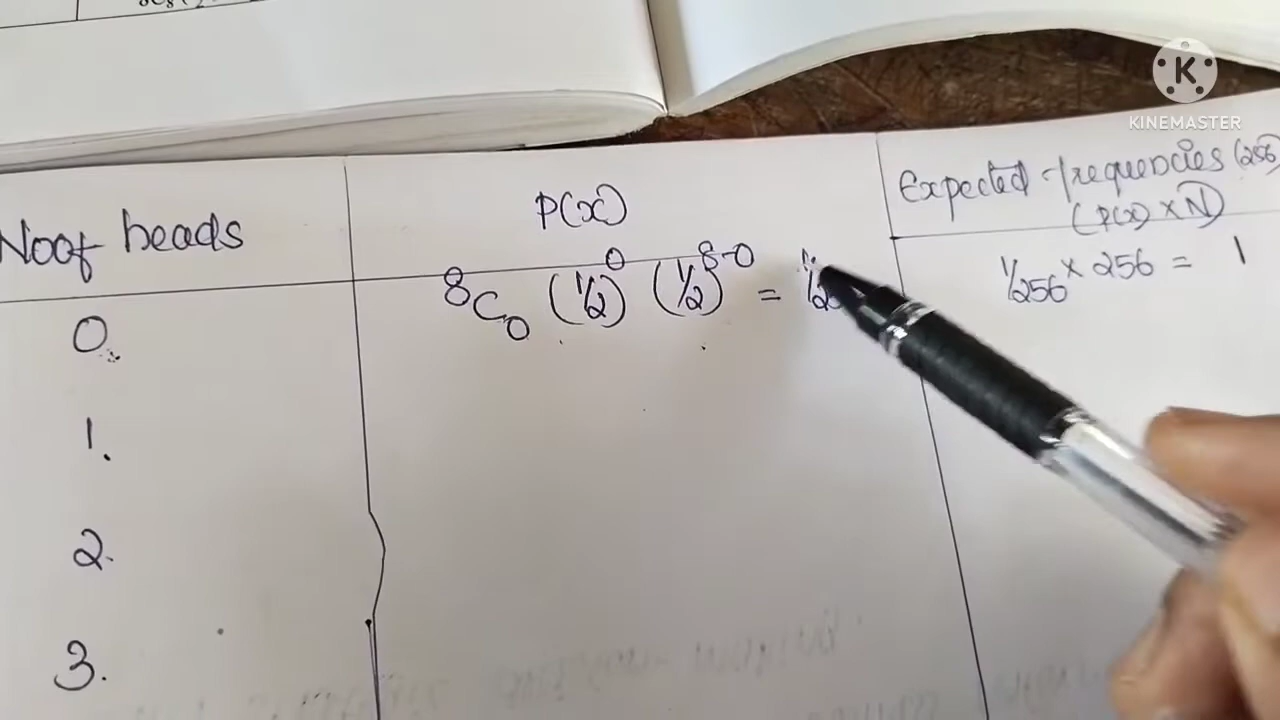 KINEMASTER
No of heads
P(x)
Expected frequencies (256)
(P(x) × N)
0.
⁸C₀ (1/2)⁰ (1/2)⁸⁻⁰ =
1/256 × 256 = 1
1.
2.
3.